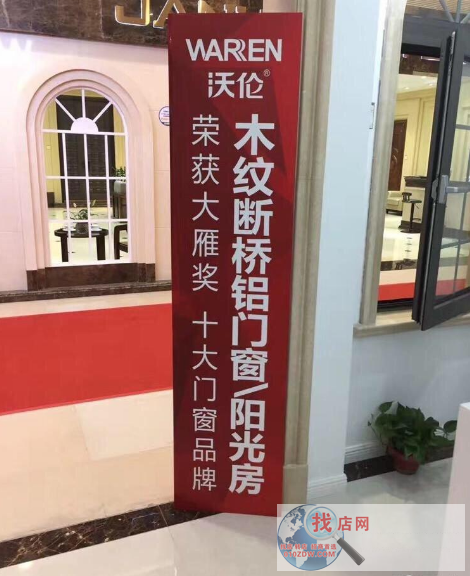 WARREN
沃伦®
木纹断桥铝门窗/阳光房
荣获大雁奖 十大门窗品牌
找店网